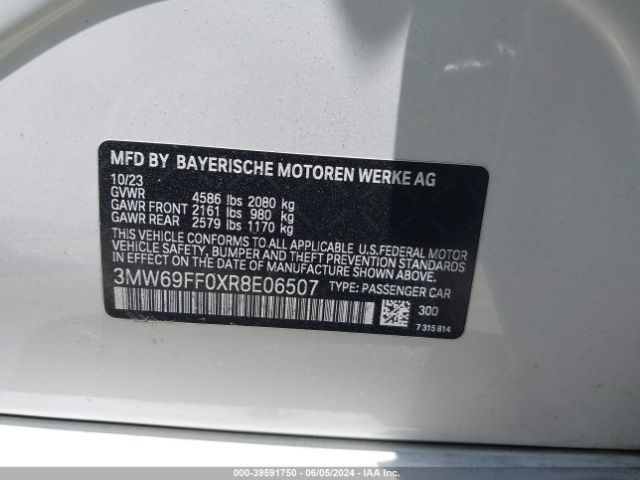 MFD BY BAYERISCHE MOTOREN WERKE AG
10/23
GVWR 4586 lbs 2080 kg
GAWR FRONT 2161 lbs 980 kg
GAWR REAR 2579 lbs 1170 kg
THIS VEHICLE CONFORMS TO ALL APPLICABLE U.S.FEDERAL MOTOR
VEHICLE SAFETY, BUMPER AND THEFT PREVENTION STANDARDS
IN EFFECT ON THE DATE OF MANUFACTURE SHOWN ABOVE.
3MW69FF0XR8E06507 TYPE: PASSENGER CAR
300
7 315 814
000-39591750 - 06/05/2024 - IAA Inc.